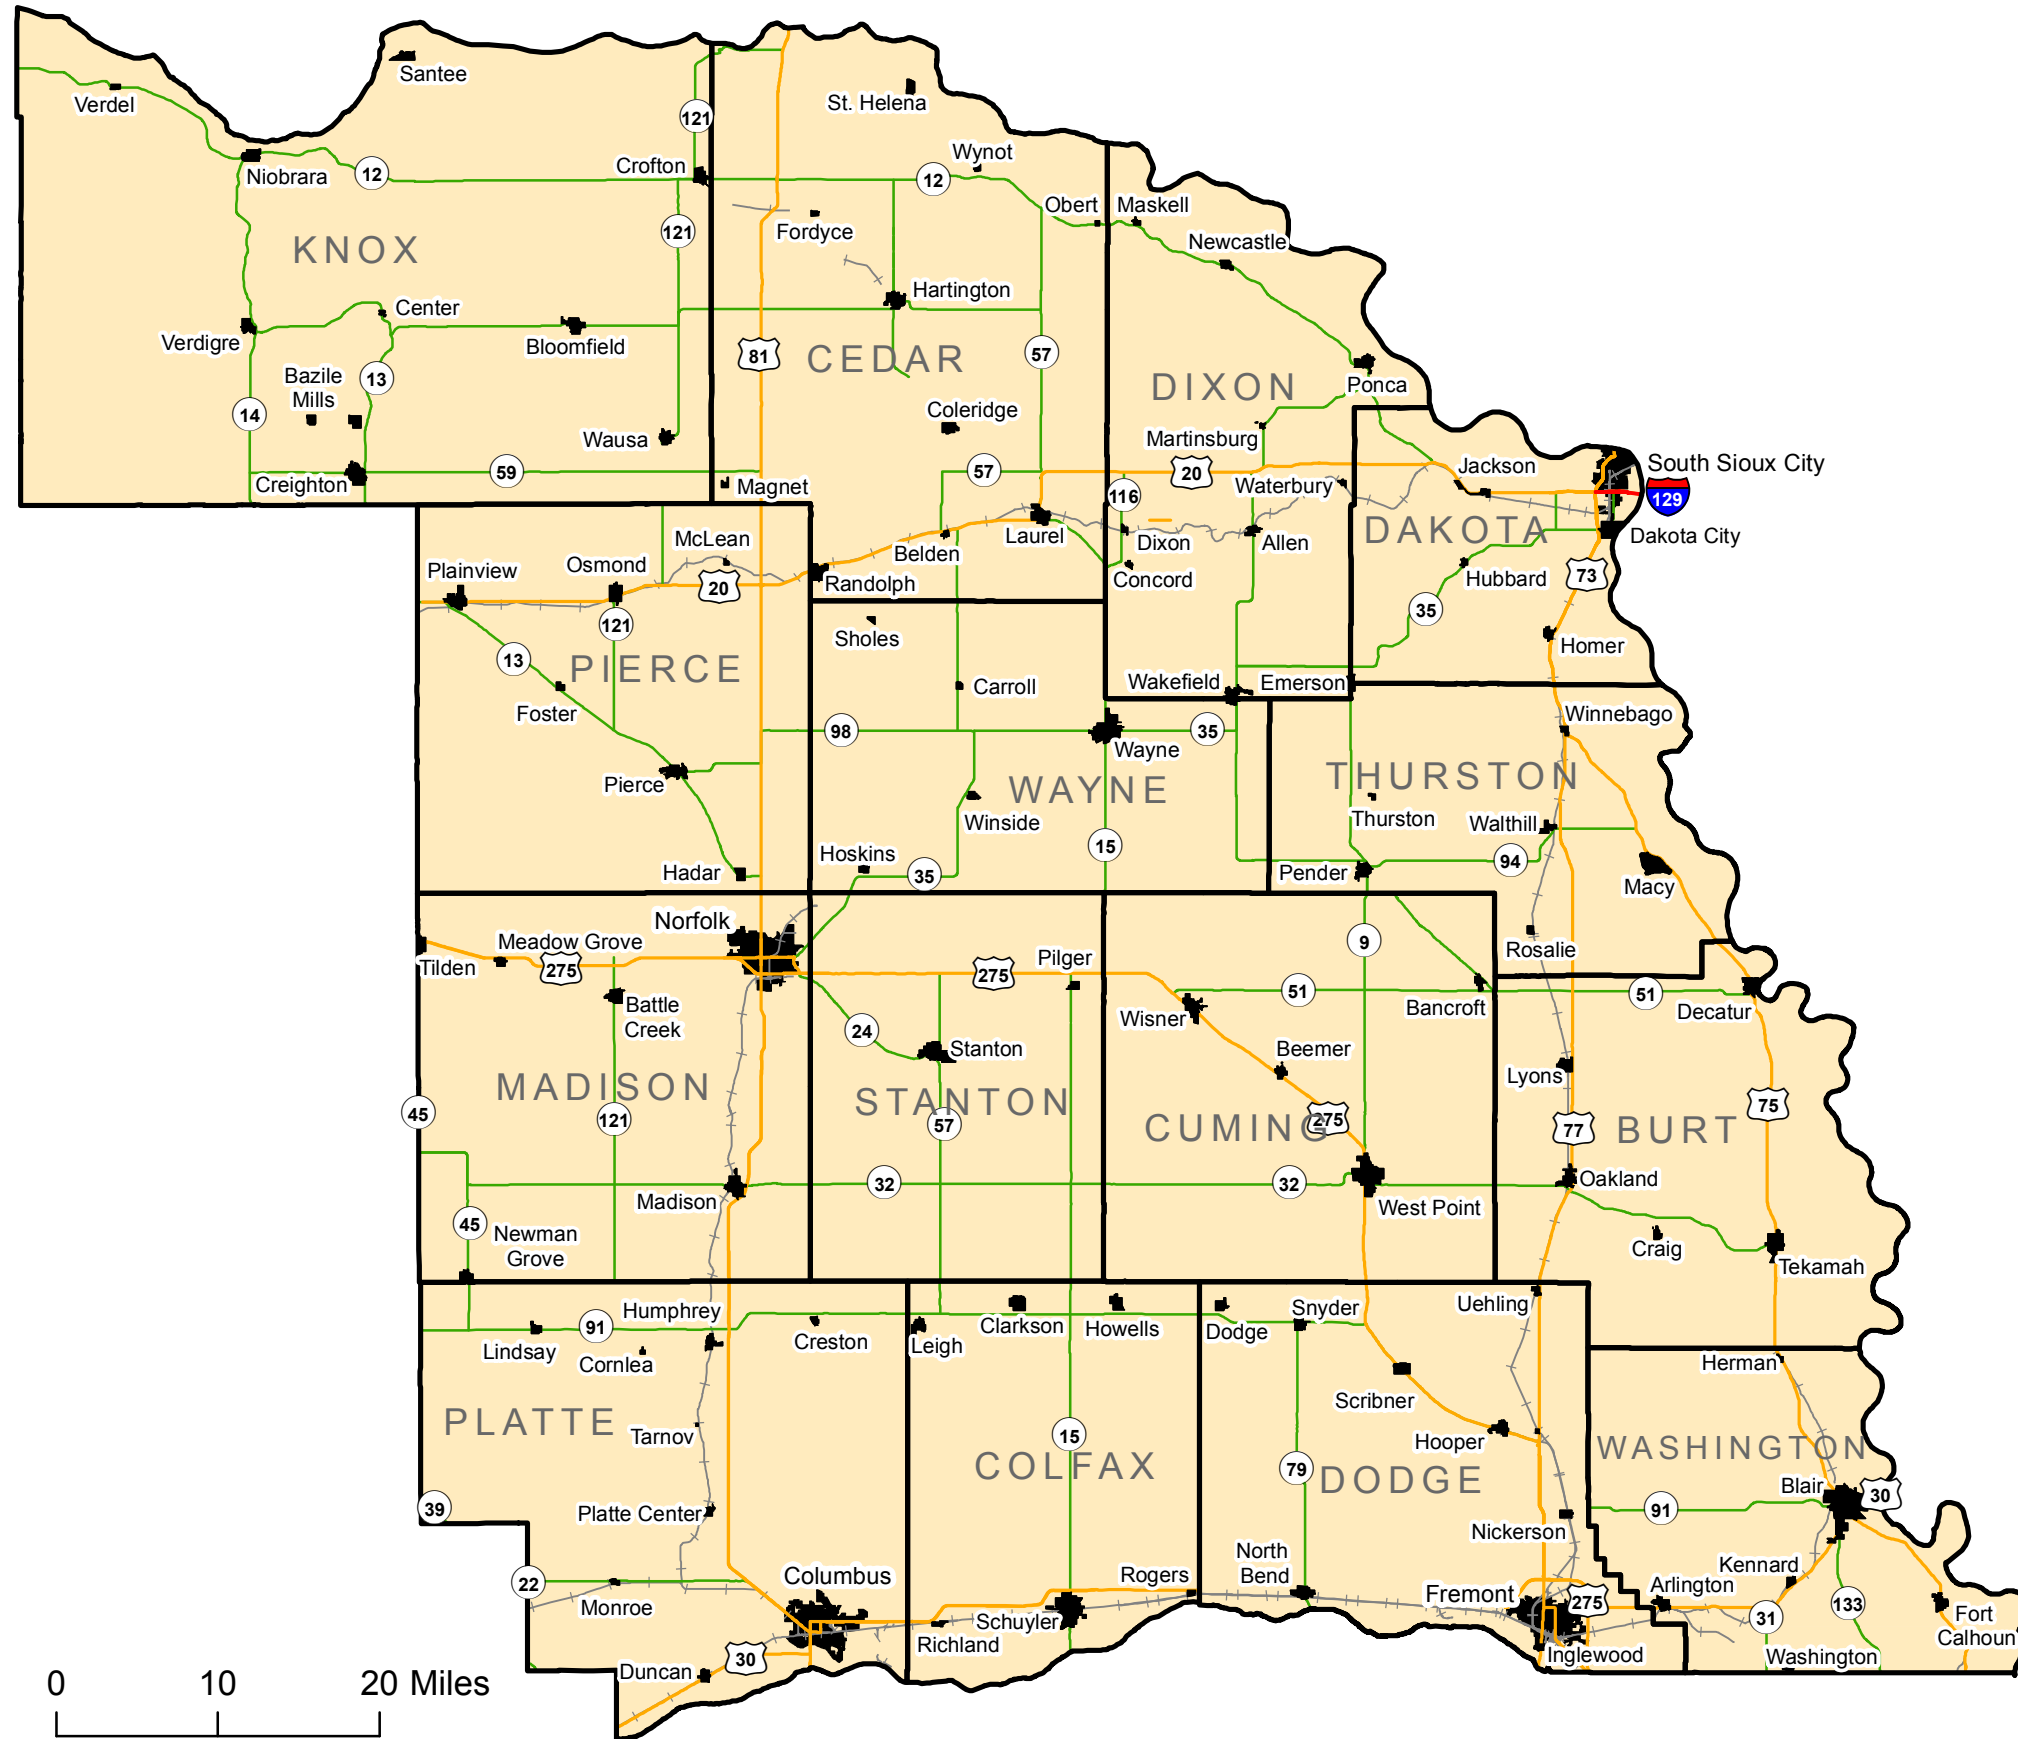 Santee
Verdel
St. Helena
121
Wynot
Crofton
Niobrara
12
12
Obert
Maskell
121
Fordyce
Newcastle
KNOX
Hartington
Center
Verdigre
Bloomfield
81
CEDAR
57
Bazile
Mills
13
DIXON
Ponca
14
Coleridge
Wausa
Martinsburg
Creighton
59
Magnet
57
20
Waterbury
Jackson
South Sioux City
129
116
Laurel
Belden
Dixon
Allen
DAKOTA
Dakota City
McLean
Osmond
Plainview
20
Randolph
Concord
Hubbard
73
121
Sholes
35
Homer
13
PIERCE
Carroll
Wakefield
Emerson
Foster
Winnebago
98
Wayne
35
Pierce
WAYNE
THURSTON
Winside
Thurston
Walthill
15
Hoskins
Hadar
35
Pender
94
Macy
Norfolk
Meadow Grove
Tilden
275
Pilger
275
9
Rosalie
Battle
Creek
Wisner
51
Bancroft
51
Decatur
24
Stanton
Beemer
Lyons
MADISON
STANTON
CUMING
275
BURT
75
45
121
57
77
Madison
32
32
West Point
Oakland
45
Newman
Grove
Craig
Tekamah
Humphrey
91
Lindsay
Cornlea
Creston
Leigh
Clarkson
Howells
Dodge
Snyder
Uehling
Herman
Scribner
PLATTE
Tarnov
15
Hooper
WASHINGTON
COLFAX
79
DODGE
Blair
30
39
Platte Center
91
Nickerson
22
Monroe
Columbus
Rogers
North
Bend
Fremont
275
Kennard
Arlington
31
133
Fort
Calhoun
Schuyler
Richland
Inglewood
Washington
Duncan
30
0 10 20 Miles